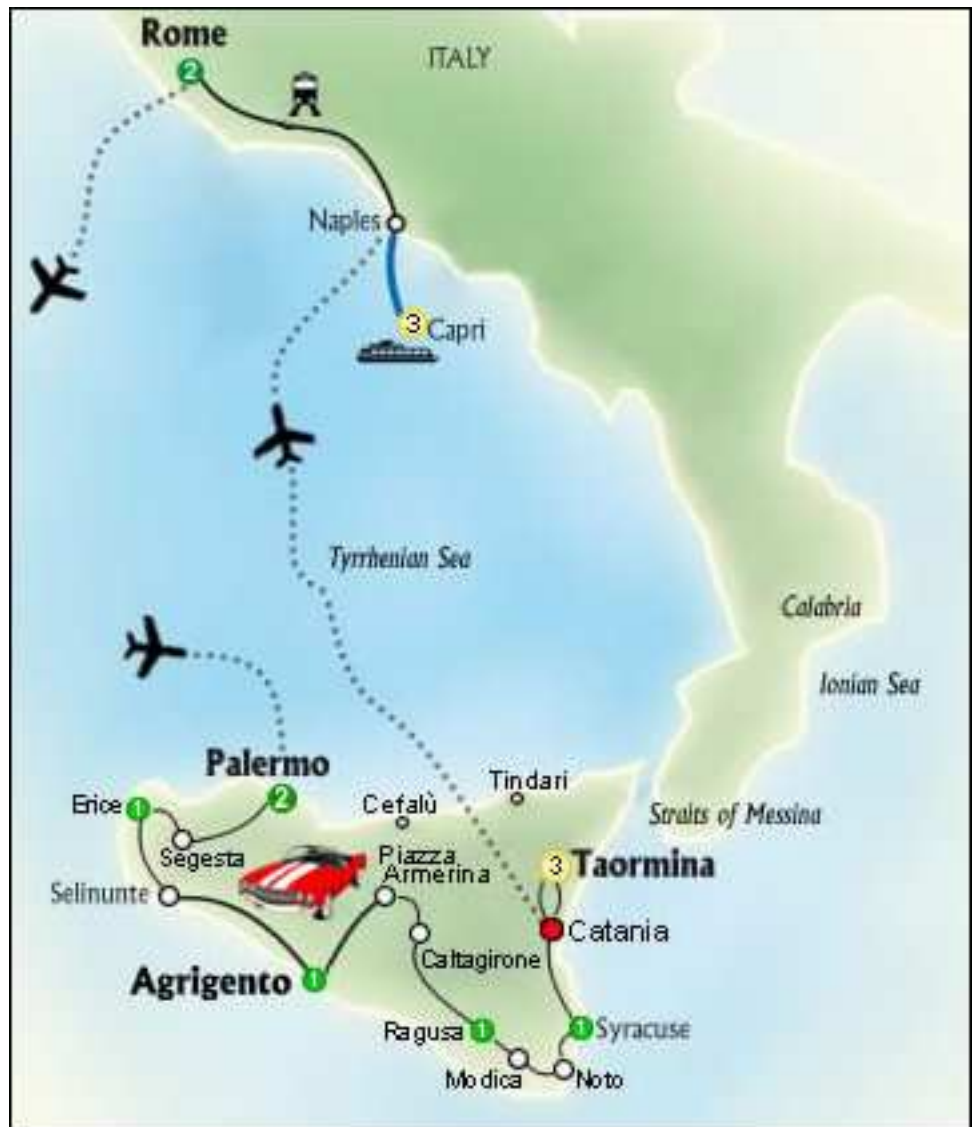 Rome
ITALY
2
Naples
3 Capri
Tyrrhenian Sea
Calabria
Ionian Sea
Palermo
2
Tindari
Erice 1
Cefalù
Straits of Messina
Segesta
Piazza
Armerina
3 Taormina
Selinunte
Catania
Caltagirone
Agrigento 1
Ragusa 1
1 Syracuse
Modica
Noto